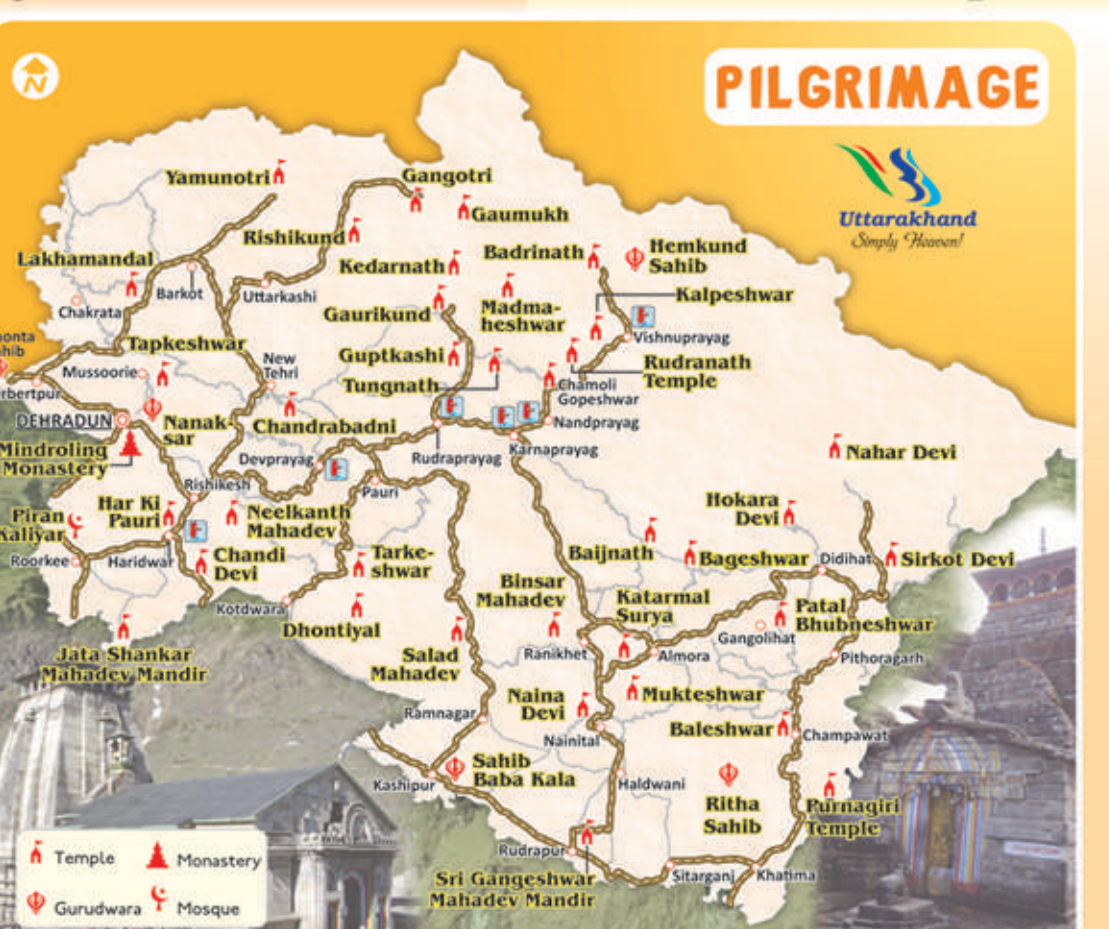 PILGRIMAGE
N
Uttarakhand
Simply Heaven!
Yamunotri
Gangotri
Gaumukh
Rishikund
Badrinath
Hemkund
Sahib
Lakhamandal
Kedarnath
Barkot
Uttarkashi
Kalpeshwar
Chakrata
Gaurikund
Madma-
heshwar
Vishnuprayag
Tapkeshwar
Guptkashi
Rudranath
Temple
Mussoorie
New
Tehri
Tungnath
Chamoli
Gopeshwar
DEHRADUN
Nanak-
sar
Chandrabadni
Nandprayag
Mindroling
Monastery
Devprayag
Rudraprayag
Karnaprayag
Nahar Devi
Rishikesh
Pauri
Har Ki
Pauri
Neelkanth
Mahadev
Hokara
Devi
Piran
Kaliyar
Roorkee
Haridwar
Chandi
Devi
Tarke-
shwar
Baijnath
Bageshwar
Didihat
Sirkot Devi
Kotdwara
Binsar
Mahadev
Katarmal
Surya
Patal
Bhubneshwar
Dhontiyal
Gangolihat
Jata Shankar
Mahadev Mandir
Salad
Mahadev
Ranikhet
Almora
Pithoragarh
Naina
Devi
Mukteshwar
Ramnagar
Nainital
Baleshwar
Champawat
Kashipur
Sahib
Baba Kala
Haldwani
Ritha
Sahib
Purnagiri
Temple
Rudrapur
Sri Gangeshwar
Mahadev Mandir
Sitarganj
Khatima
Temple
Monastery
Gurudwara
Mosque